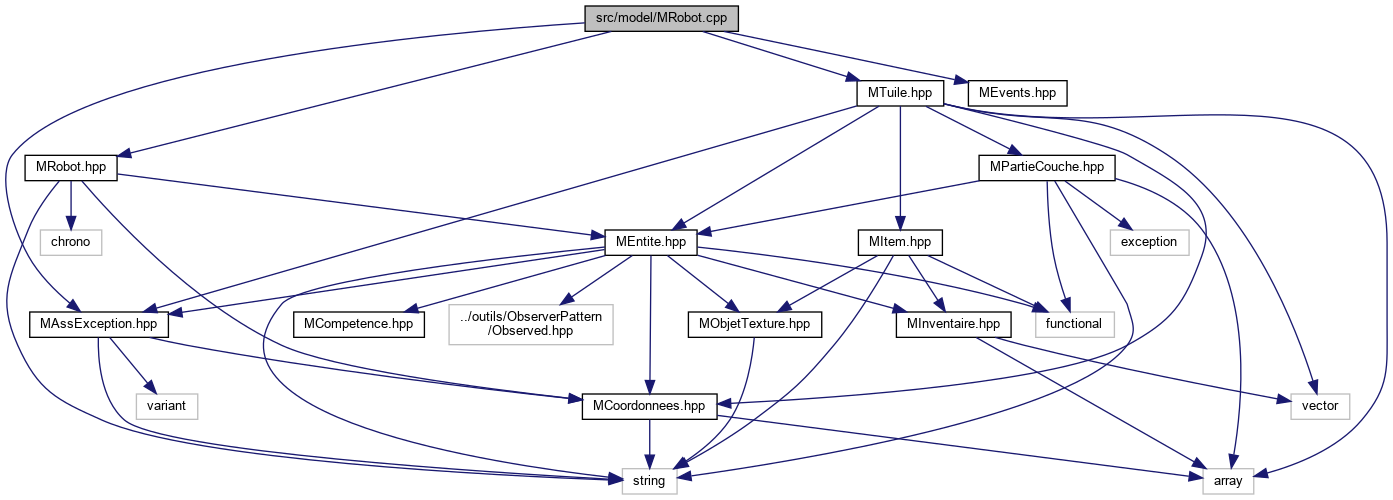 src/model/MRobot.cpp
MTuile.hpp
MEvents.hpp
MRobot.hpp
MPartieCouche.hpp
chrono
MEntite.hpp
MItem.hpp
exception
MAssException.hpp
MCompetence.hpp
../outils/ObserverPattern
/Observed.hpp
MObjetTexture.hpp
MInventaire.hpp
functional
variant
MCoordonnees.hpp
vector
string
array